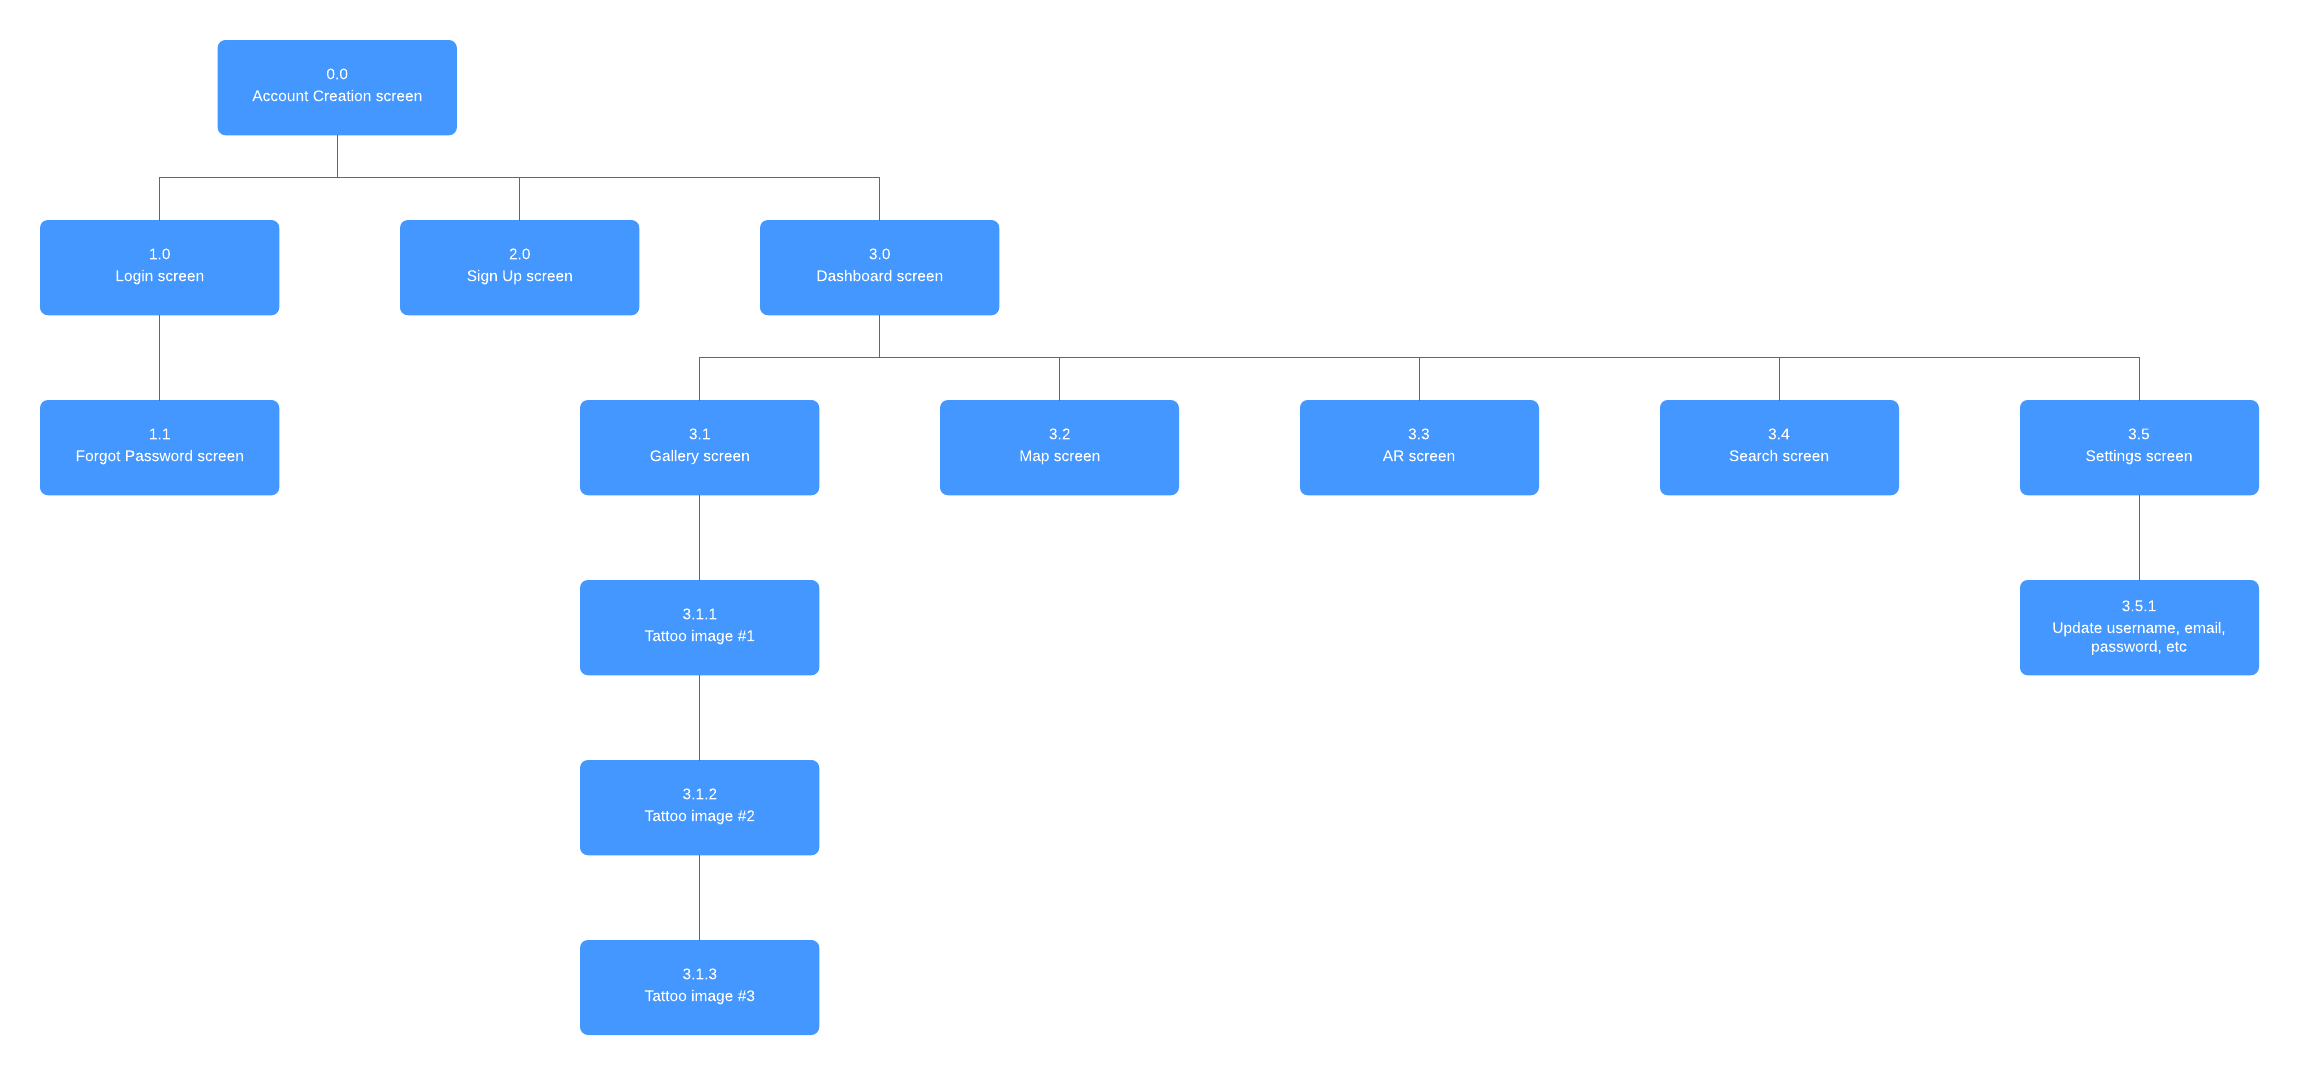 0.0
Account Creation screen
1.0
Login screen
2.0
Sign Up screen
3.0
Dashboard screen
1.1
Forgot Password screen
3.1
Gallery screen
3.2
Map screen
3.3
AR screen
3.4
Search screen
3.5
Settings screen
3.1.1
Tattoo image #1
3.5.1
Update username, email,
password, etc
3.1.2
Tattoo image #2
3.1.3
Tattoo image #3